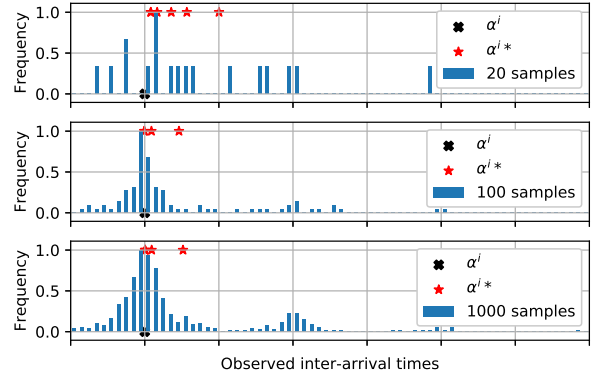 Frequency
1.0
0.5
0.0
αⁱ
αⁱ*
20 samples
Frequency
1.0
0.5
0.0
αⁱ
αⁱ*
100 samples
Frequency
1.0
0.5
0.0
αⁱ
αⁱ*
1000 samples
Observed inter-arrival times